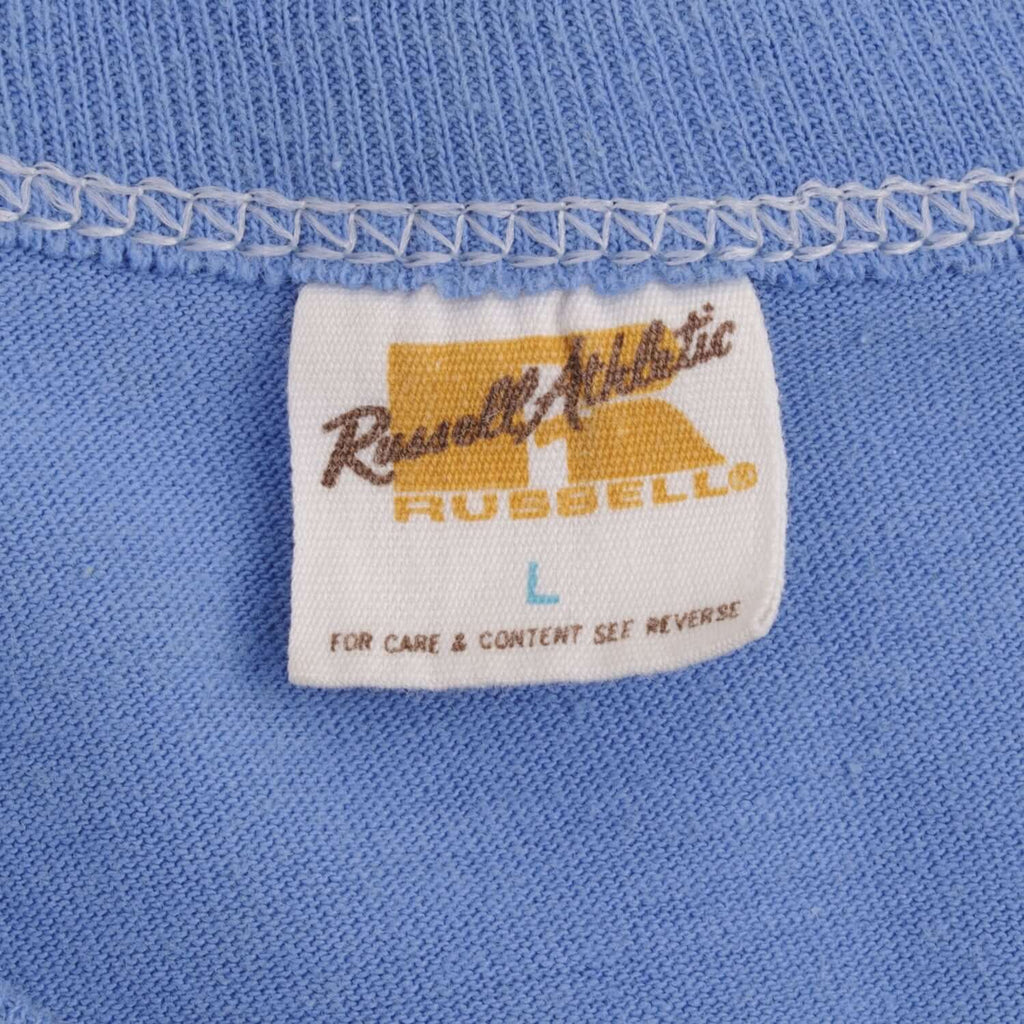 Russell Athletic
RUSSELL®
L
FOR CARE & CONTENT SEE REVERSE